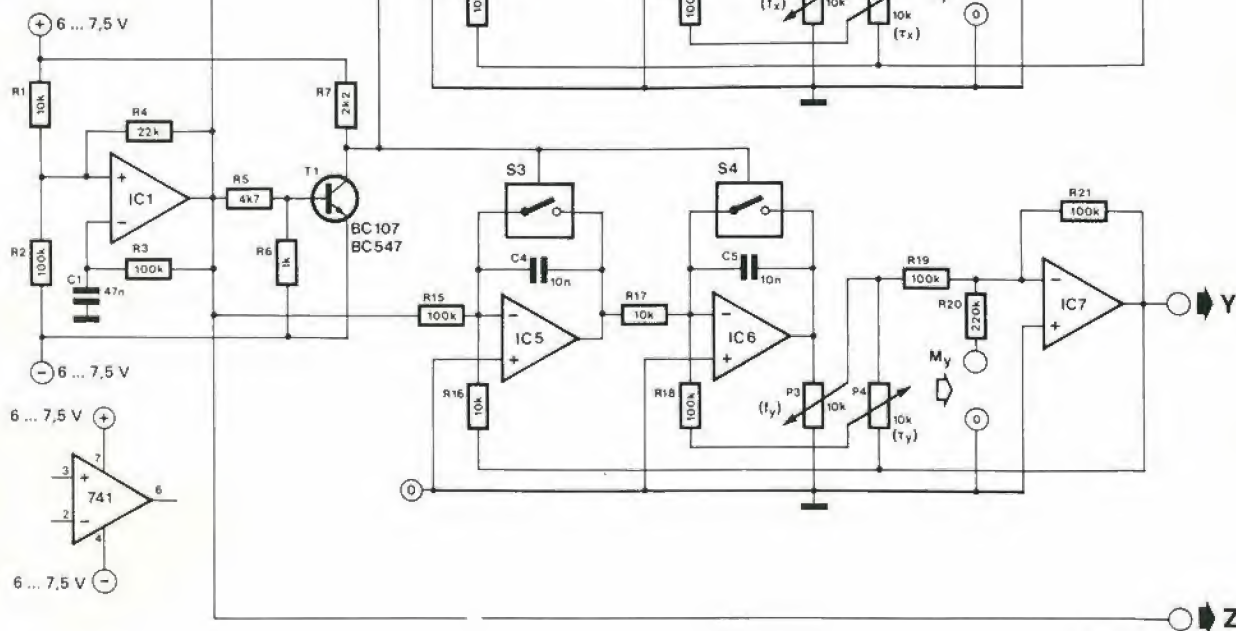 + 6 ... 7,5 V
R1
10k
R4
22k
R7
2k2
+
IC1
−
R5
4k7
T1
BC107
BC547
R2
100k
R3
100k
C1
47n
R6
1k
− 6 ... 7,5 V
(τx)
10k
10k
0
S3
S4
C4
10n
C5
10n
R15
100k
−
IC5
+
R17
10k
−
IC6
+
R16
10k
R18
100k
P3
10k
(fy)
P4
10k
(τy)
R19
100k
R20
220k
My
0
R21
100k
−
IC7
+
Y
0
6 ... 7,5 V +
7
3 +
741
6
2 −
4
6 ... 7,5 V −
Z